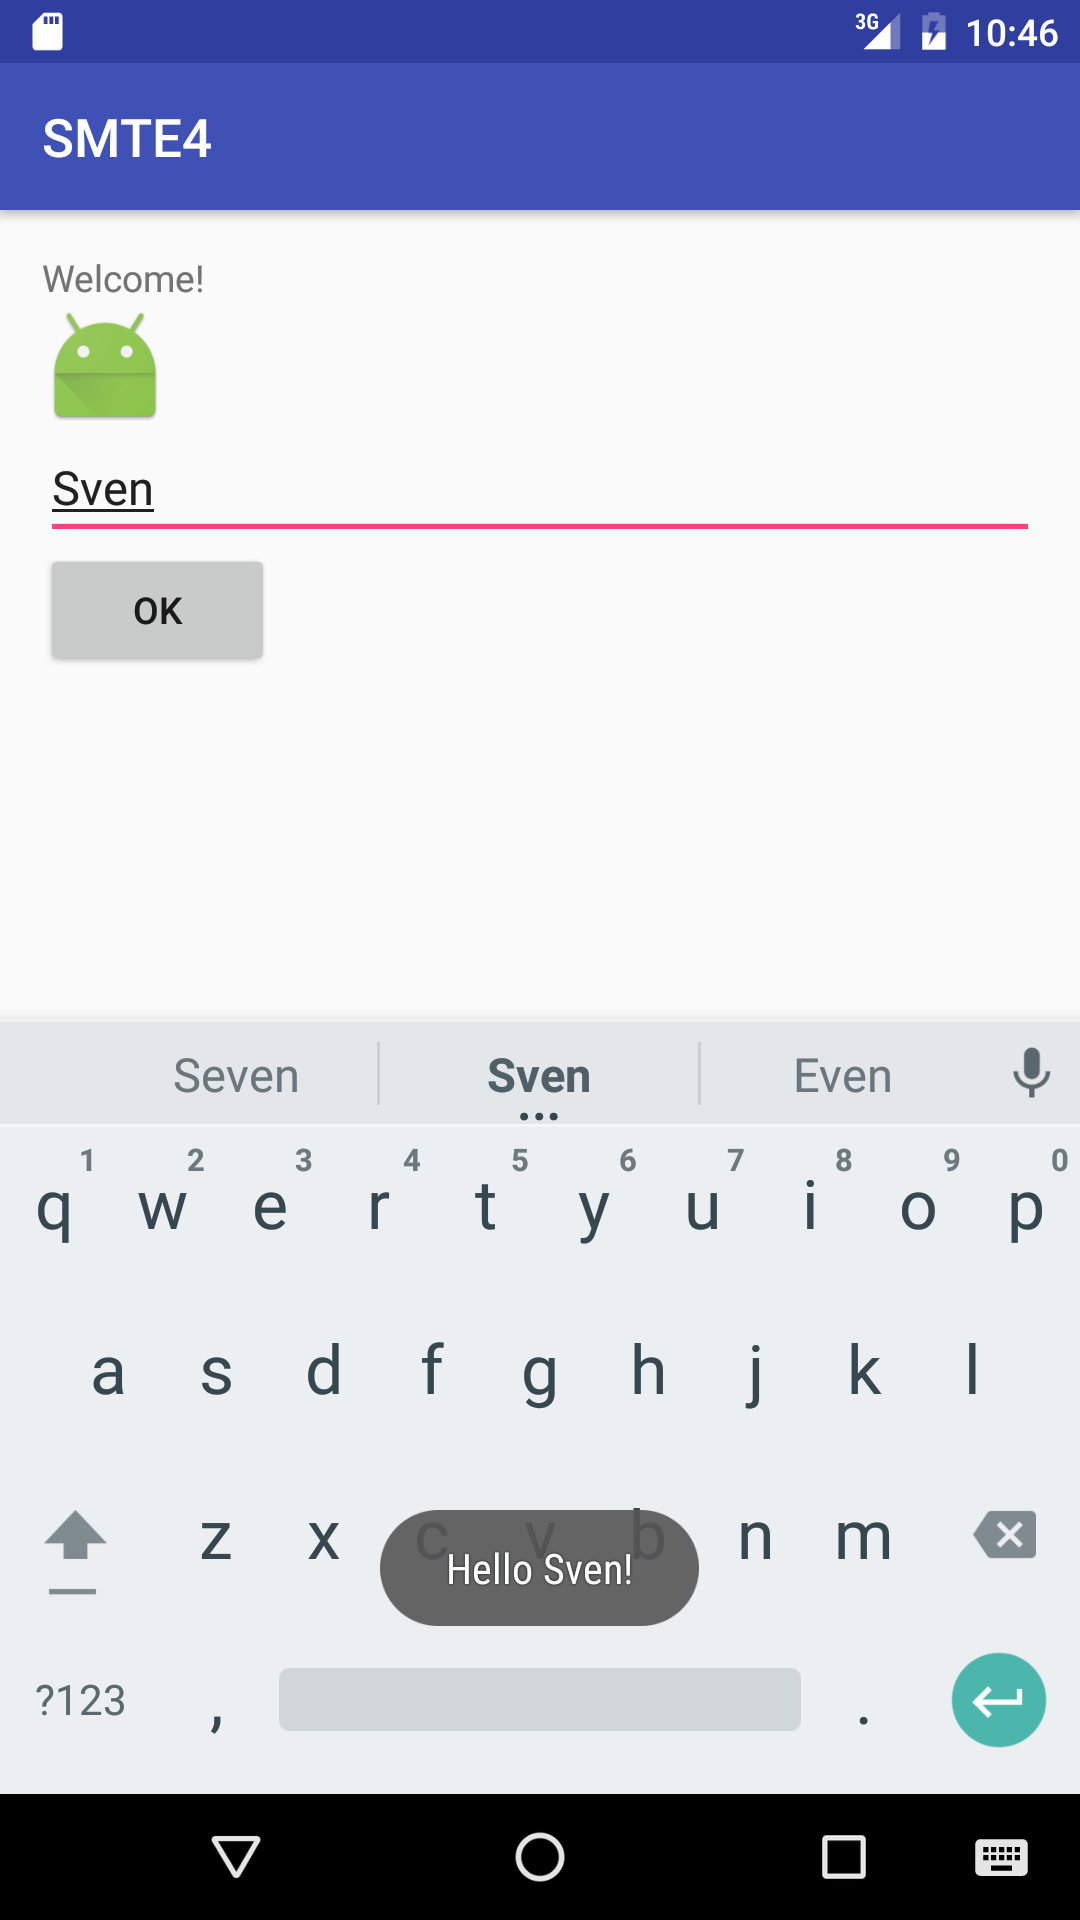 3G 10:46
SMTE4
Welcome!
Sven
OK
Seven Sven Even
1 2 3 4 5 6 7 8 9 0
q w e r t y u i o p
a s d f g h j k l
z x c v b n m
Hello Sven!
?123 , .